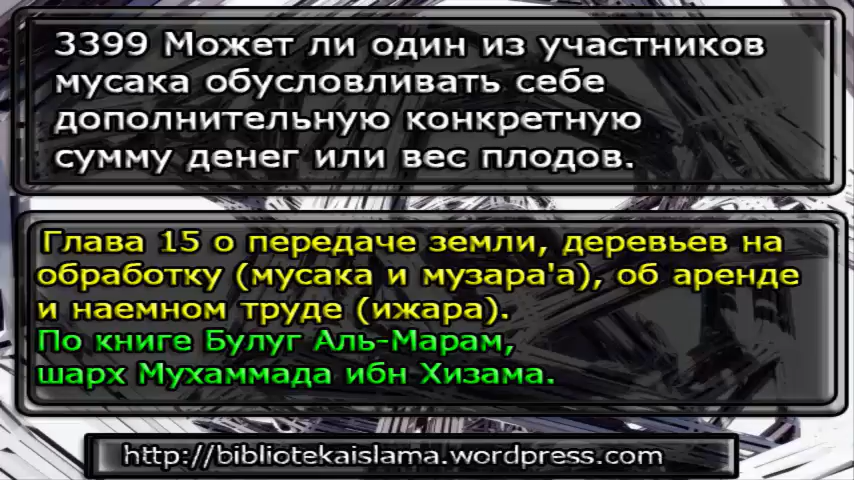 3399 Может ли один из участников
мусака обусловливать себе
дополнительную конкретную
сумму денег или вес плодов.
Глава 15 о передаче земли, деревьев на
обработку (мусака и музара'а), об аренде
и наемном труде (ижара).
По книге Булуг Аль-Марам,
шарх Мухаммада ибн Хизама.
http://bibliotekaislama.wordpress.com